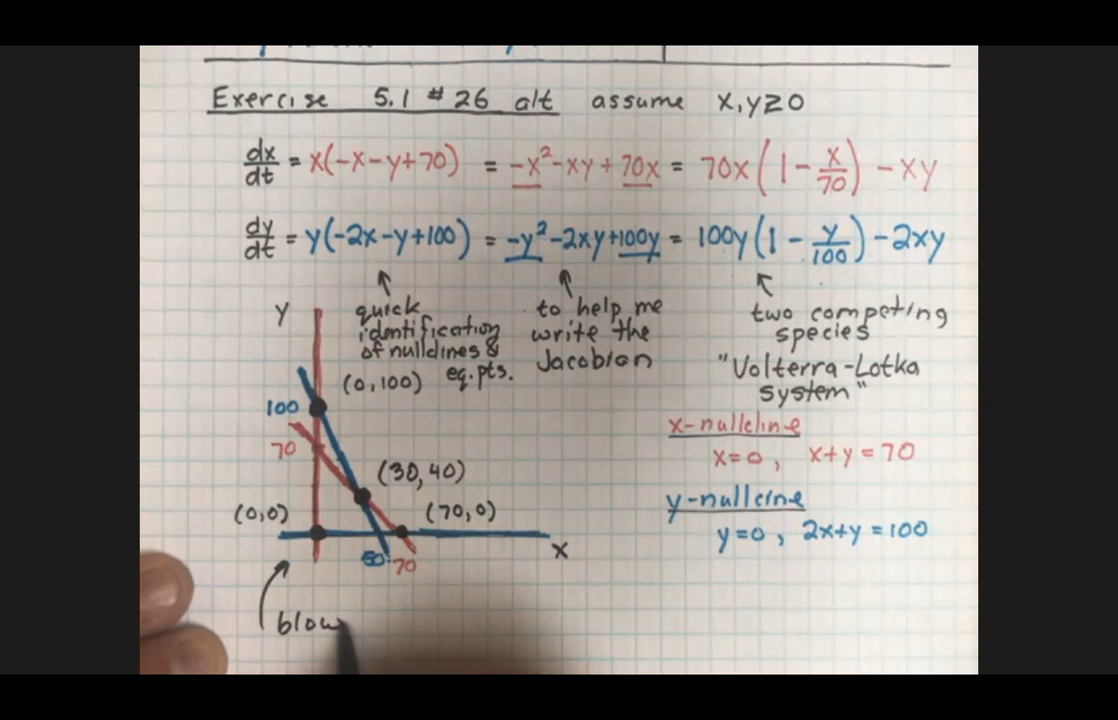 Exercise 5.1 #26 alt assume x,y≥0
dx/dt = x(-x-y+70) = -x²-xy+70x = 70x(1-x/70)-xy
dy/dt = y(-2x-y+100) = -y²-2xy+100y = 100y(1-y/100)-2xy
quick
identification
of nullclines &
eq.pts.
to help me
write the
Jacobian
two competing
species
"Volterra-Lotka
system"
x-nullcline
x=0, x+y=70
y-nullcine
y=0, 2x+y=100
y
(0,100)
100
70
(30,40)
(0,0)
(70,0)
50
70
x
blow